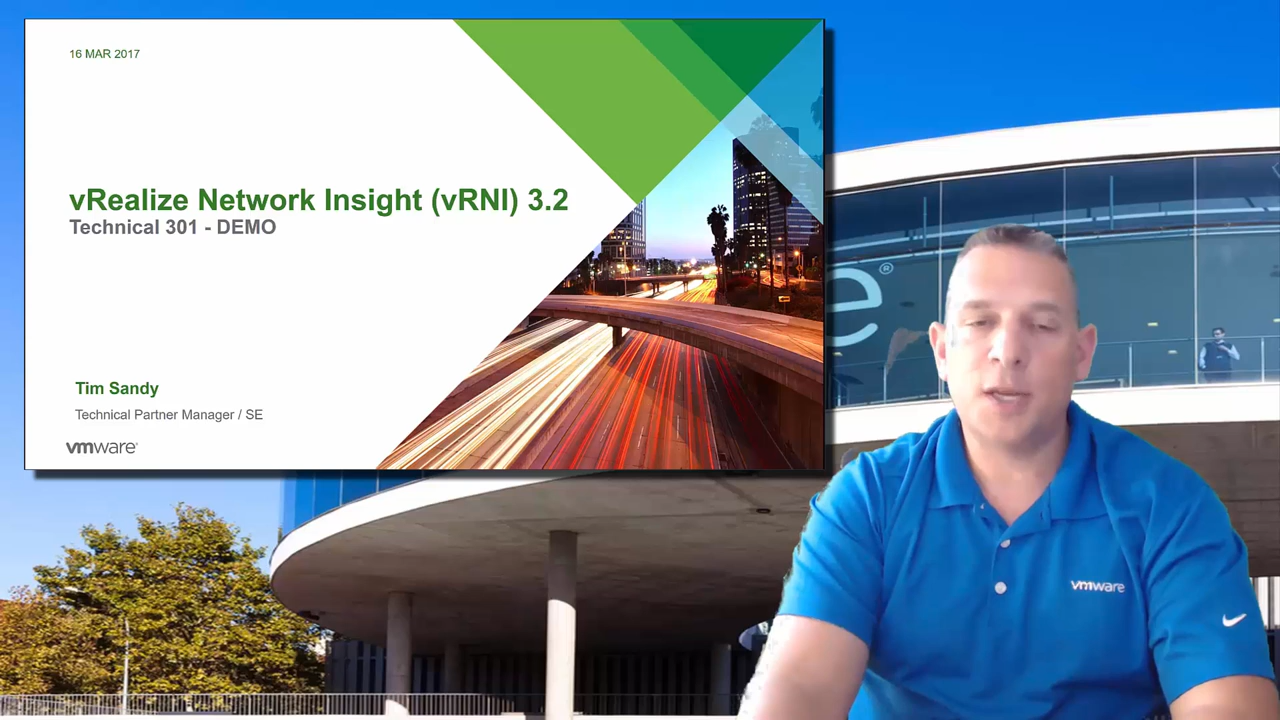 16 MAR 2017
vRealize Network Insight (vRNI) 3.2
Technical 301 - DEMO
Tim Sandy
Technical Partner Manager / SE
vmware®
e®
vmware